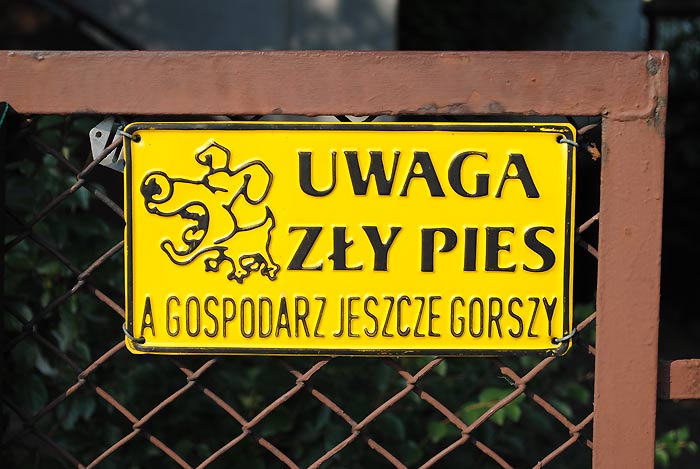 UWAGA
ZŁY PIES
A GOSPODARZ JESZCZE GORSZY